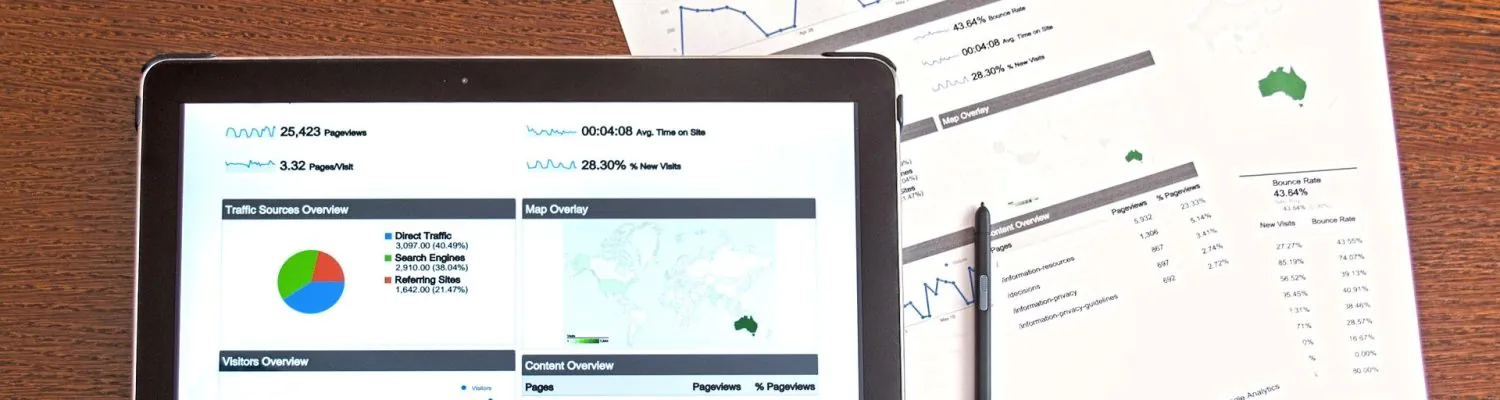 25,423 Pageviews
00:04:08 Avg. Time on Site
3.32 Pages/Visit
28.30% % New Visits
Traffic Sources Overview
Direct Traffic
3,097.00 (40.49%)
Search Engines
2,910.00 (38.04%)
Referring Sites
1,642.00 (21.47%)
Map Overlay
Visitors Overview
Visitors
Content Overview
Pages Pageviews % Pageviews
43.64% Bounce Rate
00:04:08 Avg. Time on Site
28.30% % New Visits
Map Overlay
Content Overview
Pages Pageviews % Pageviews
/ 5,932 23.33%
/information-resources 1,306 5.14%
/decisions 867 3.41%
/information-privacy 697 2.74%
/information-privacy-guidelines 692 2.72%
Bounce Rate
43.64%
New Visits Bounce Rate
27.27% 43.55%
85.19% 74.07%
56.52% 39.13%
35.45% 40.91%
1.31% 38.46%
71% 28.57%
0% 16.67%
% 0.00%
50.00%
Analytics